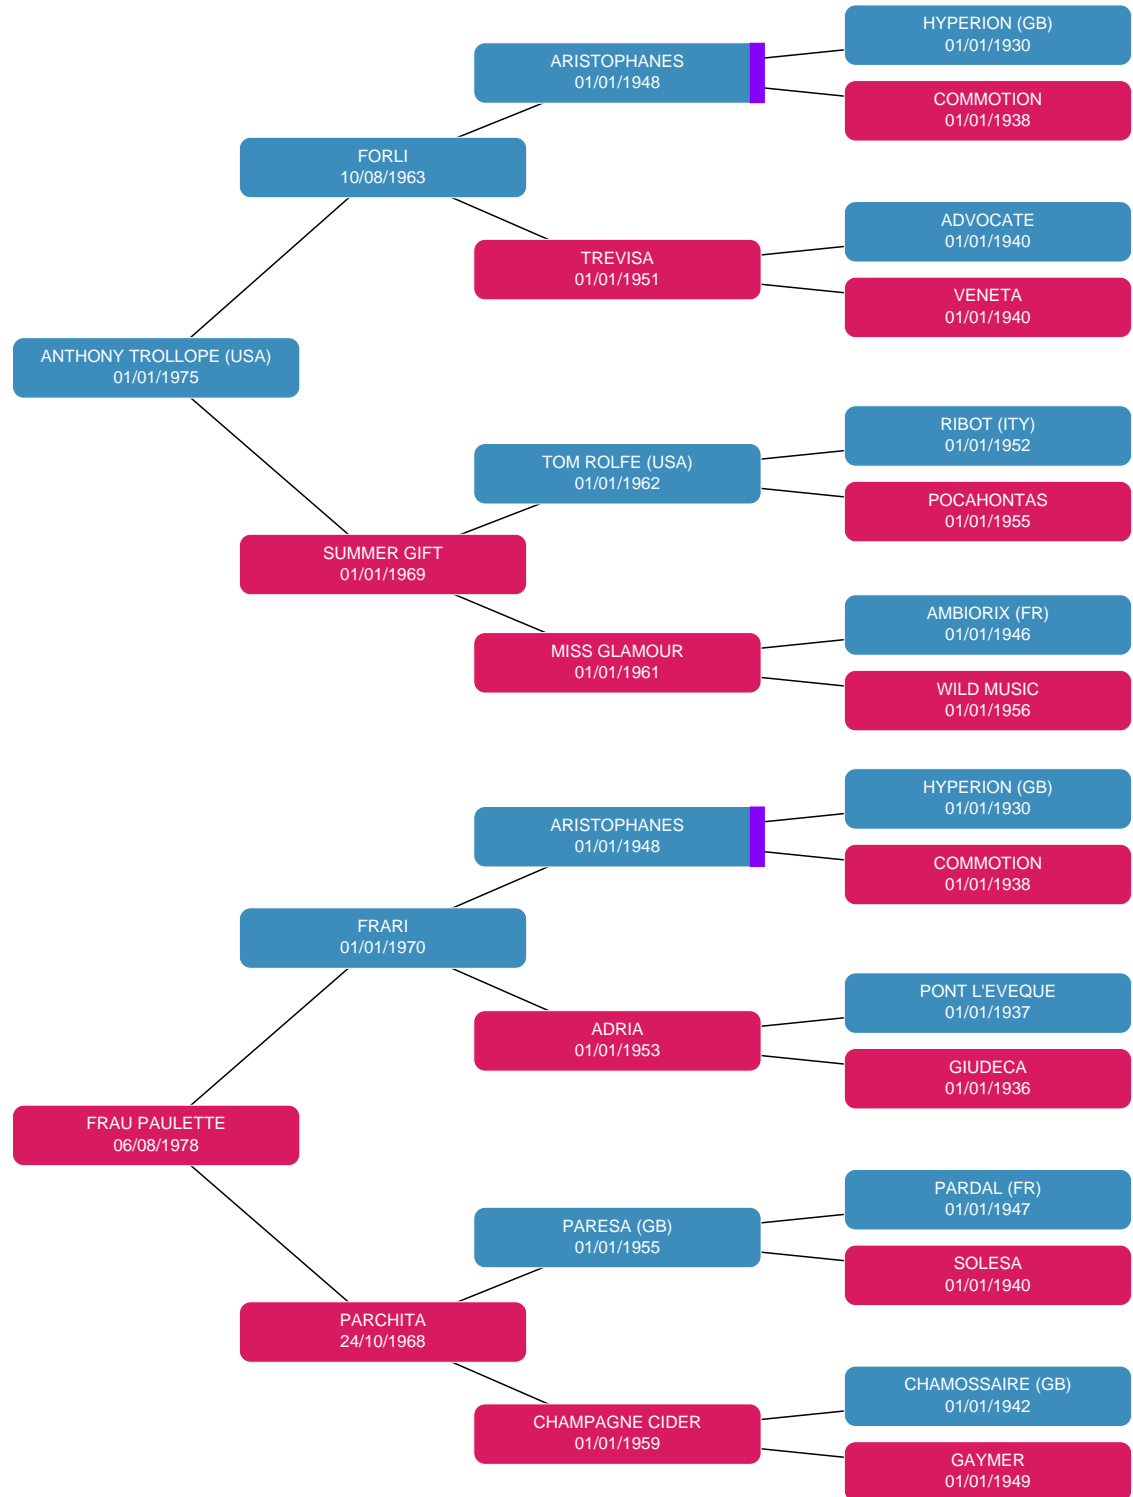 HYPERION (GB)
01/01/1930
ARISTOPHANES
01/01/1948
COMMOTION
01/01/1938
FORLI
10/08/1963
ADVOCATE
01/01/1940
TREVISA
01/01/1951
VENETA
01/01/1940
ANTHONY TROLLOPE (USA)
01/01/1975
RIBOT (ITY)
01/01/1952
TOM ROLFE (USA)
01/01/1962
POCAHONTAS
01/01/1955
SUMMER GIFT
01/01/1969
AMBIORIX (FR)
01/01/1946
MISS GLAMOUR
01/01/1961
WILD MUSIC
01/01/1956
HYPERION (GB)
01/01/1930
ARISTOPHANES
01/01/1948
COMMOTION
01/01/1938
FRARI
01/01/1970
PONT L'EVEQUE
01/01/1937
ADRIA
01/01/1953
GIUDECA
01/01/1936
FRAU PAULETTE
06/08/1978
PARDAL (FR)
01/01/1947
PARESA (GB)
01/01/1955
SOLESA
01/01/1940
PARCHITA
24/10/1968
CHAMOSSAIRE (GB)
01/01/1942
CHAMPAGNE CIDER
01/01/1959
GAYMER
01/01/1949